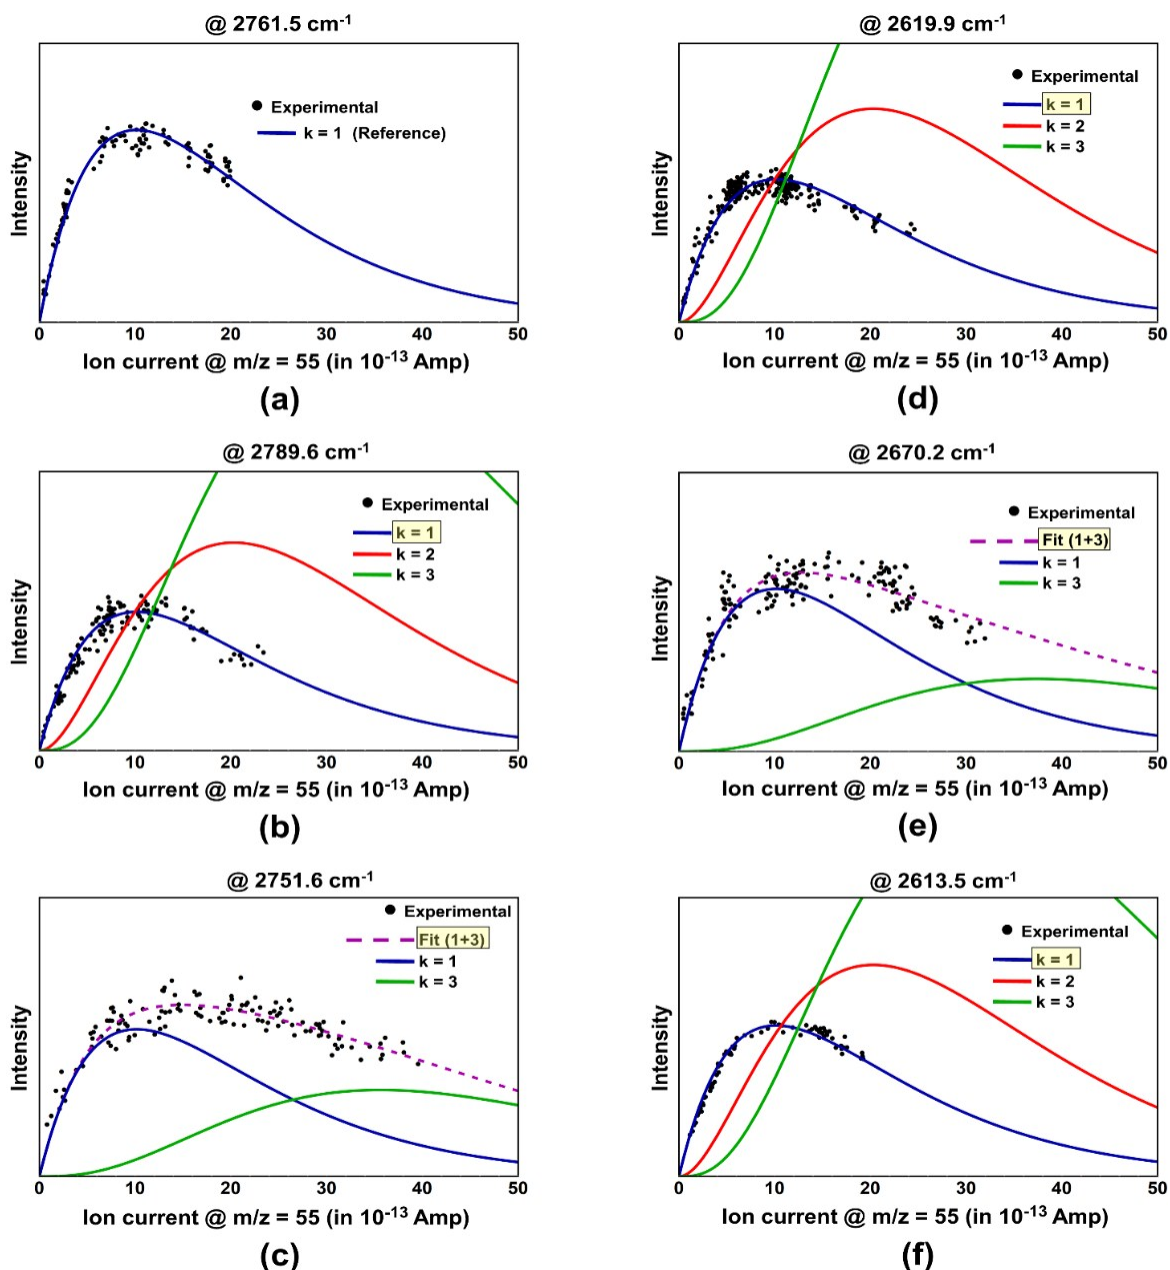 @ 2761.5 cm-1
Experimental
k = 1 (Reference)
Intensity
0 10 20 30 40 50
Ion current @ m/z = 55 (in 10-13 Amp)
(a)
@ 2789.6 cm-1
Experimental
k = 1
k = 2
k = 3
Intensity
0 10 20 30 40 50
Ion current @ m/z = 55 (in 10-13 Amp)
(b)
@ 2751.6 cm-1
Experimental
Fit (1+3)
k = 1
k = 3
Intensity
0 10 20 30 40 50
Ion current @ m/z = 55 (in 10-13 Amp)
(c)
@ 2619.9 cm-1
Experimental
k = 1
k = 2
k = 3
Intensity
0 10 20 30 40 50
Ion current @ m/z = 55 (in 10-13 Amp)
(d)
@ 2670.2 cm-1
Experimental
Fit (1+3)
k = 1
k = 3
Intensity
0 10 20 30 40 50
Ion current @ m/z = 55 (in 10-13 Amp)
(e)
@ 2613.5 cm-1
Experimental
k = 1
k = 2
k = 3
Intensity
0 10 20 30 40 50
Ion current @ m/z = 55 (in 10-13 Amp)
(f)